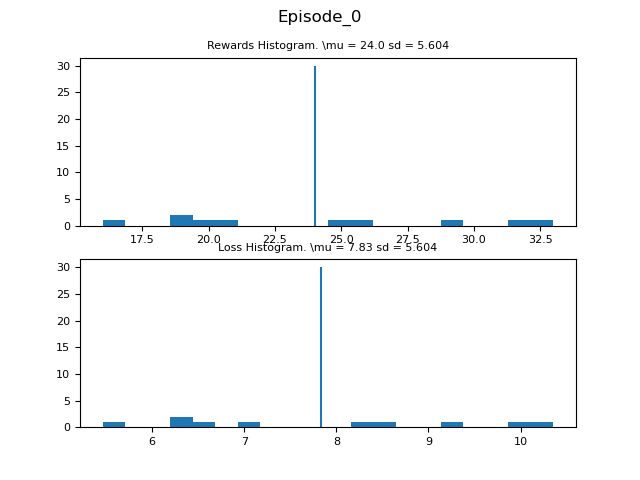 Episode_0
Rewards Histogram. \mu = 24.0 sd = 5.604
30
25
20
15
10
5
0
17.5 20.0 22.5 25.0 27.5 30.0 32.5
Loss Histogram. \mu = 7.83 sd = 5.604
30
25
20
15
10
5
0
6 7 8 9 10